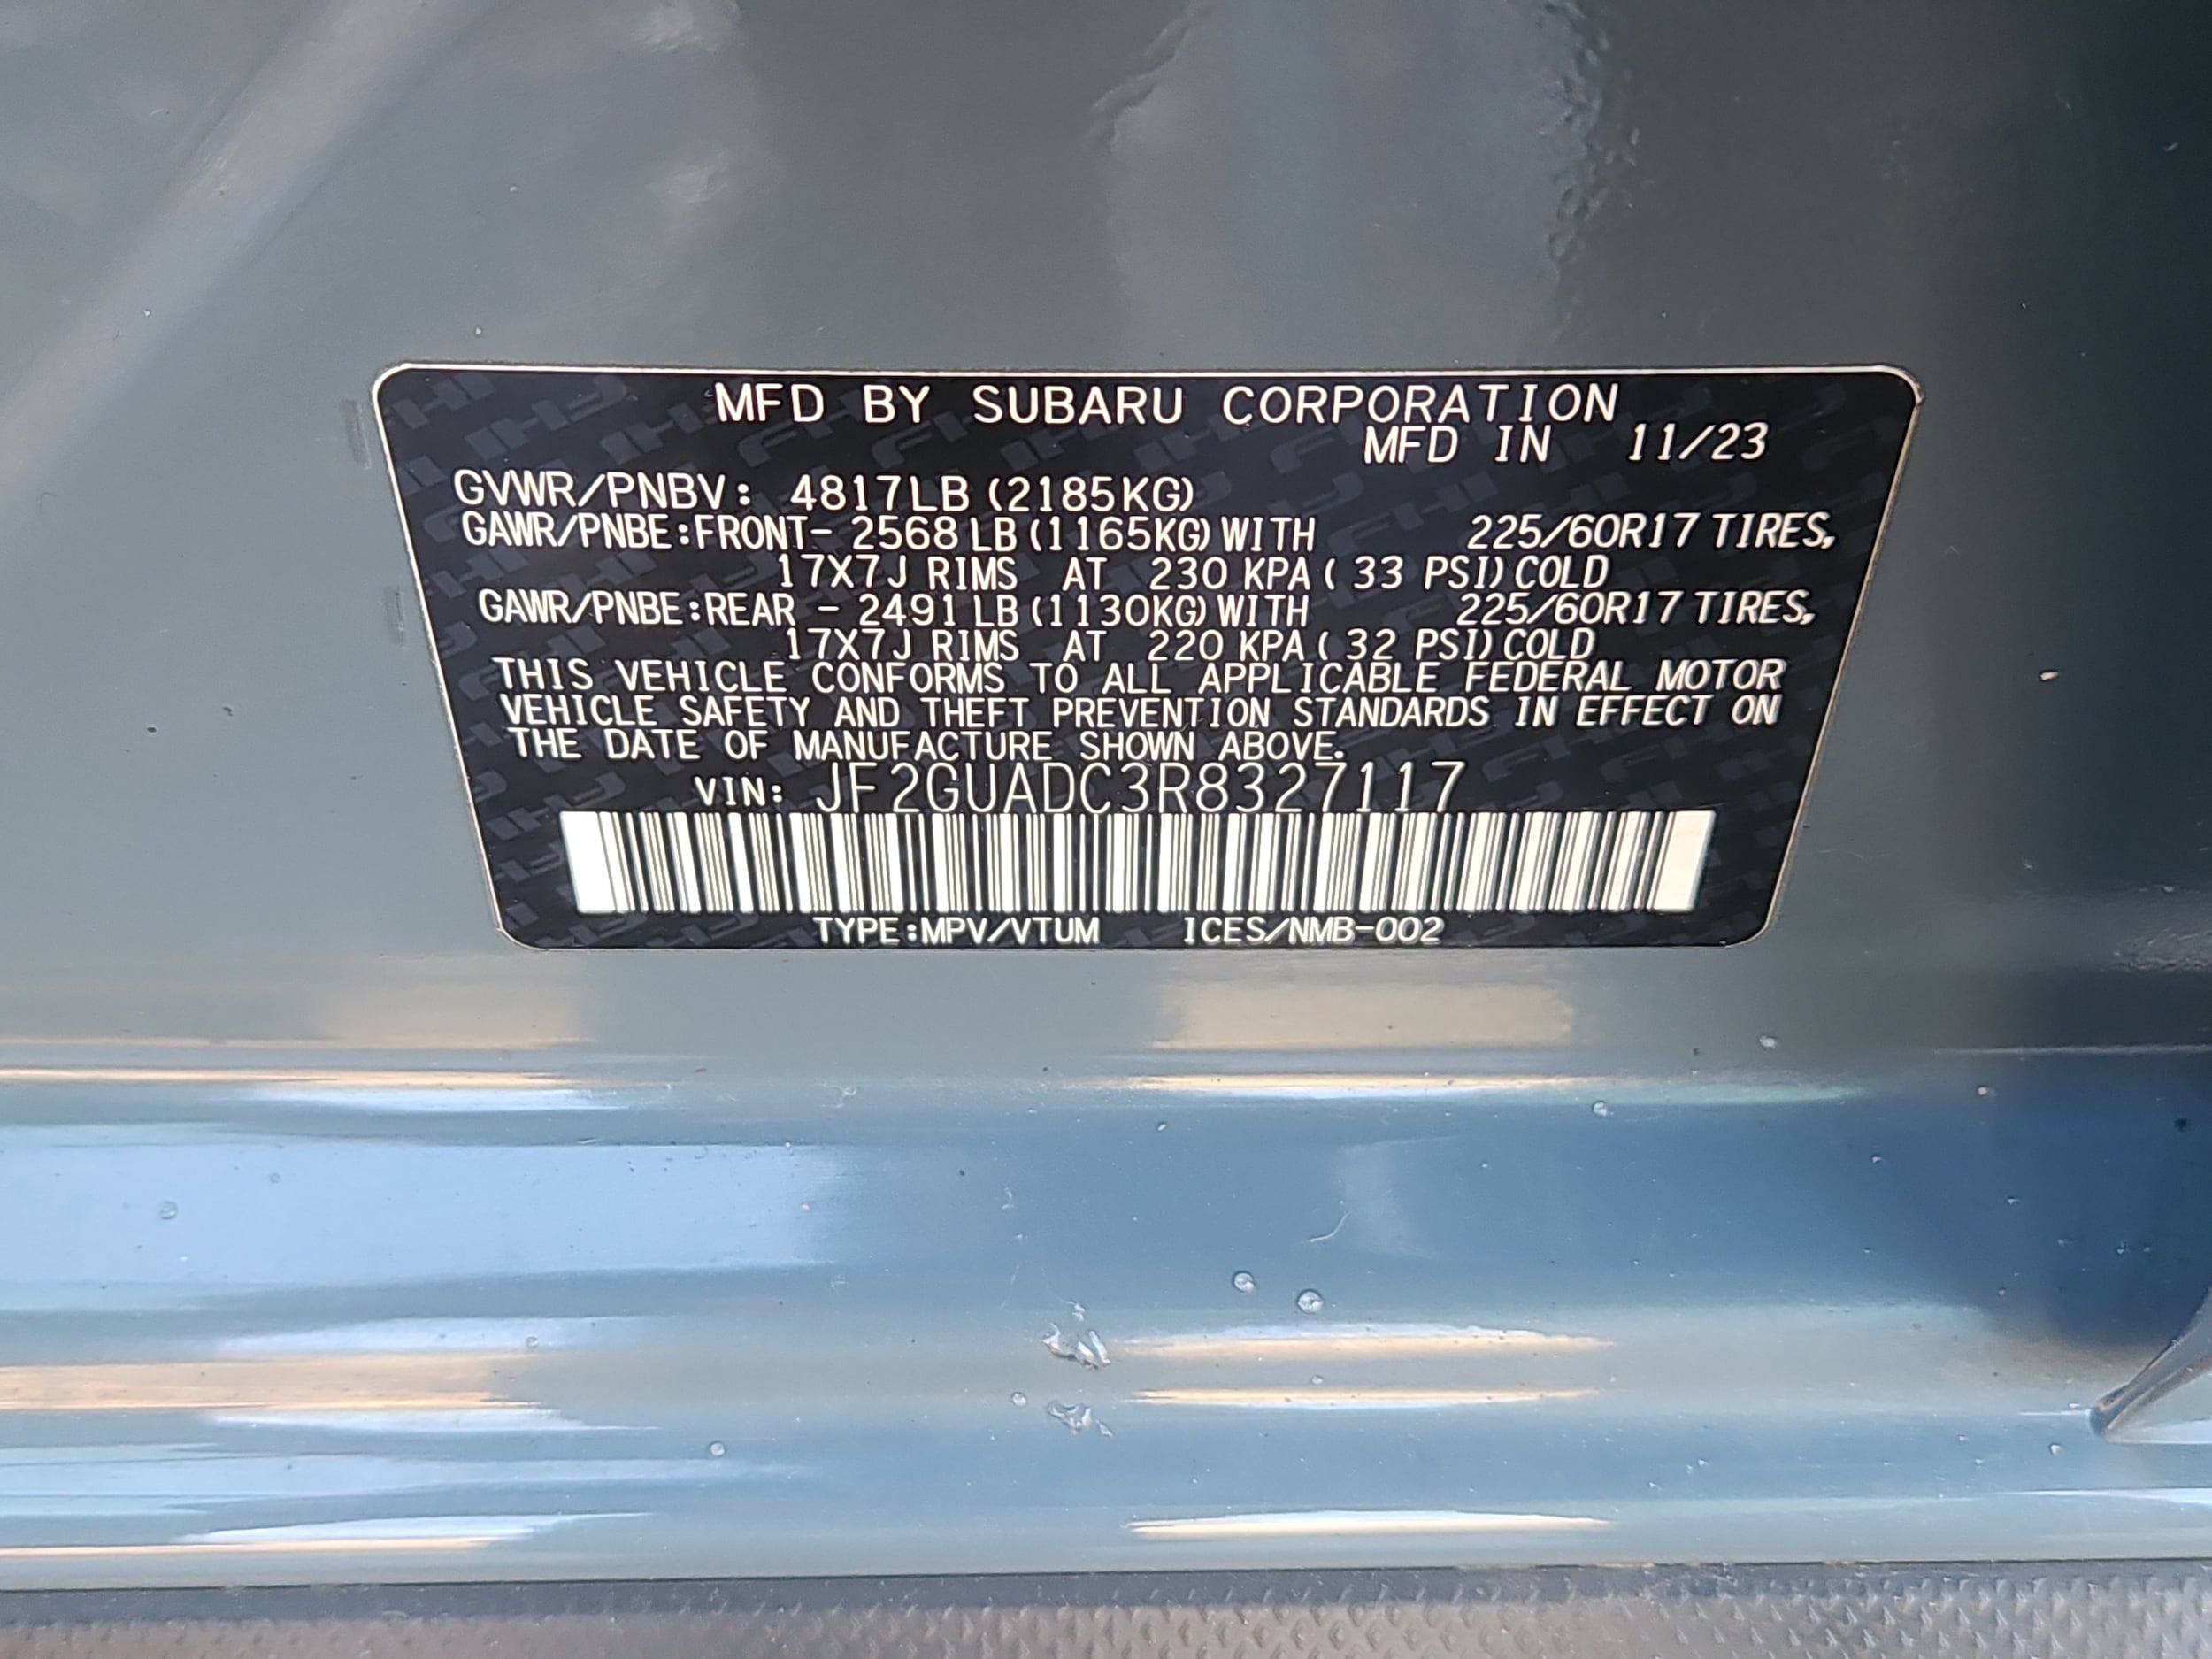 MFD BY SUBARU CORPORATION
MFD IN 11/23
GVWR/PNBV: 4817LB (2185KG)
GAWR/PNBE:FRONT- 2568 LB (1165KG) WITH 225/60R17 TIRES,
17X7J RIMS AT 230 KPA ( 33 PSI) COLD
GAWR/PNBE:REAR - 2491 LB (1130KG) WITH 225/60R17 TIRES,
17X7J RIMS AT 220 KPA ( 32 PSI) COLD
THIS VEHICLE CONFORMS TO ALL APPLICABLE FEDERAL MOTOR
VEHICLE SAFETY AND THEFT PREVENTION STANDARDS IN EFFECT ON
THE DATE OF MANUFACTURE SHOWN ABOVE.
VIN: JF2GUADC3R8327117
TYPE:MPV/VTUM ICES/NMB-002